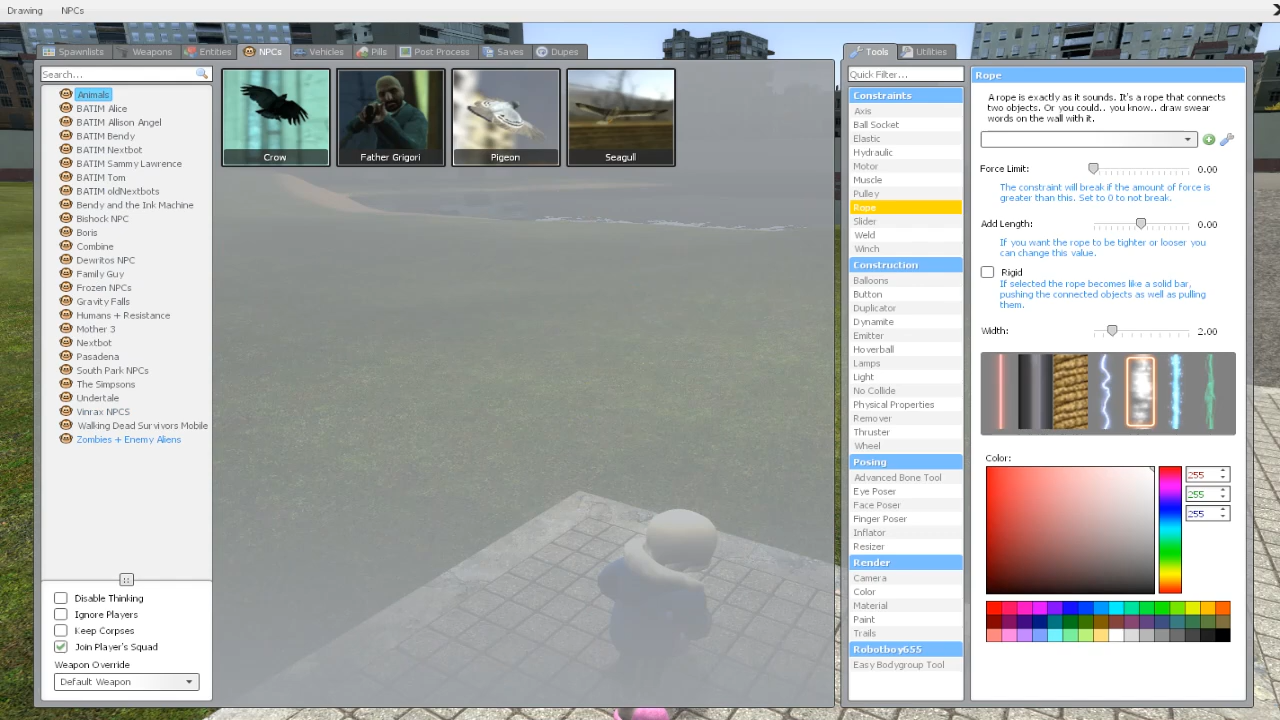 Drawing NPCs
Spawnlists Weapons Entities NPCs Vehicles Pills Post Process Saves Dupes
Search...
Animals
BATIM Alice
BATIM Allison Angel
BATIM Bendy
BATIM Nextbot
BATIM Sammy Lawrence
BATIM Tom
BATIM oldNextbots
Bendy and the Ink Machine
Bishock NPC
Boris
Combine
Dewritos NPC
Family Guy
Frozen NPCs
Gravity Falls
Humans + Resistance
Mother 3
Nextbot
Pasadena
South Park NPCs
The Simpsons
Undertale
Vinrax NPCS
Walking Dead Survivors Mobile
Zombies + Enemy Aliens
Disable Thinking
Ignore Players
Keep Corpses
Join Player's Squad
Weapon Override
Default Weapon
Crow Father Grigori Pigeon Seagull
Tools Utilities
Quick Filter...
Constraints
Axis
Ball Socket
Elastic
Hydraulic
Motor
Muscle
Pulley
Rope
Slider
Weld
Winch
Construction
Balloons
Button
Duplicator
Dynamite
Emitter
Hoverball
Lamps
Light
No Collide
Physical Properties
Remover
Thruster
Wheel
Posing
Advanced Bone Tool
Eye Poser
Face Poser
Finger Poser
Inflator
Resizer
Render
Camera
Color
Material
Paint
Trails
Robotboy655
Easy Bodygroup Tool
Rope
A rope is exactly as it sounds. It's a rope that connects
two objects. Or you could.. you know.. draw swear
words on the wall with it.
Force Limit: 0.00
The constraint will break if the amount of force is
greater than this. Set to 0 to not break.
Add Length: 0.00
If you want the rope to be tighter or looser you
can change this value.
Rigid
If selected the rope becomes like a solid bar,
pushing the connected objects as well as pulling
them.
Width: 2.00
Color:
255
255
255